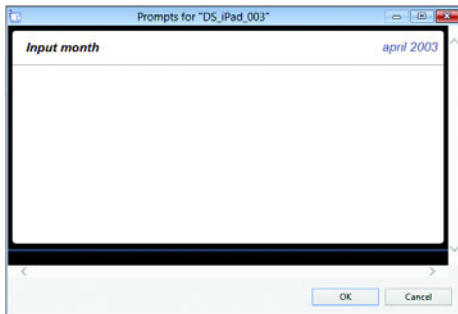 Prompts for "DS_iPad_003"
Input month april 2003
OK Cancel